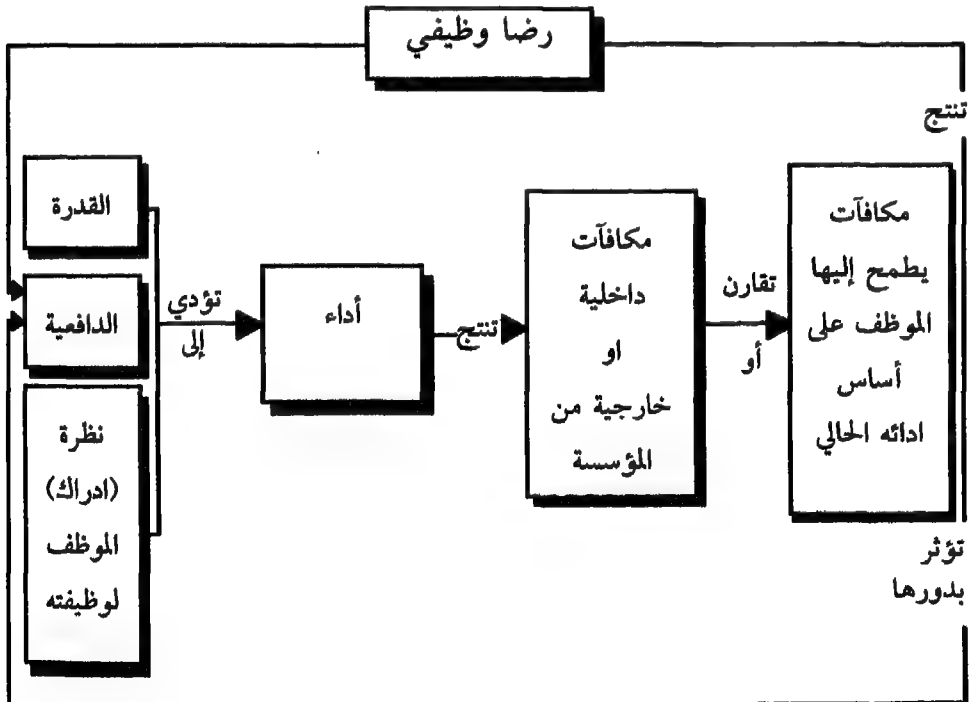 رضا وظيفي
تنتج
القدرة
الدافعية
نظرة
(ادراك)
الموظف
لوظيفته
تؤدي
إلى
أداء
تنتج
مكافآت
داخلية
او
خارجية من
المؤسسة
تقارن
أو
مكافآت
يطمح إليها
الموظف على
أساس
ادائه الحالي
تؤثر
بدورها